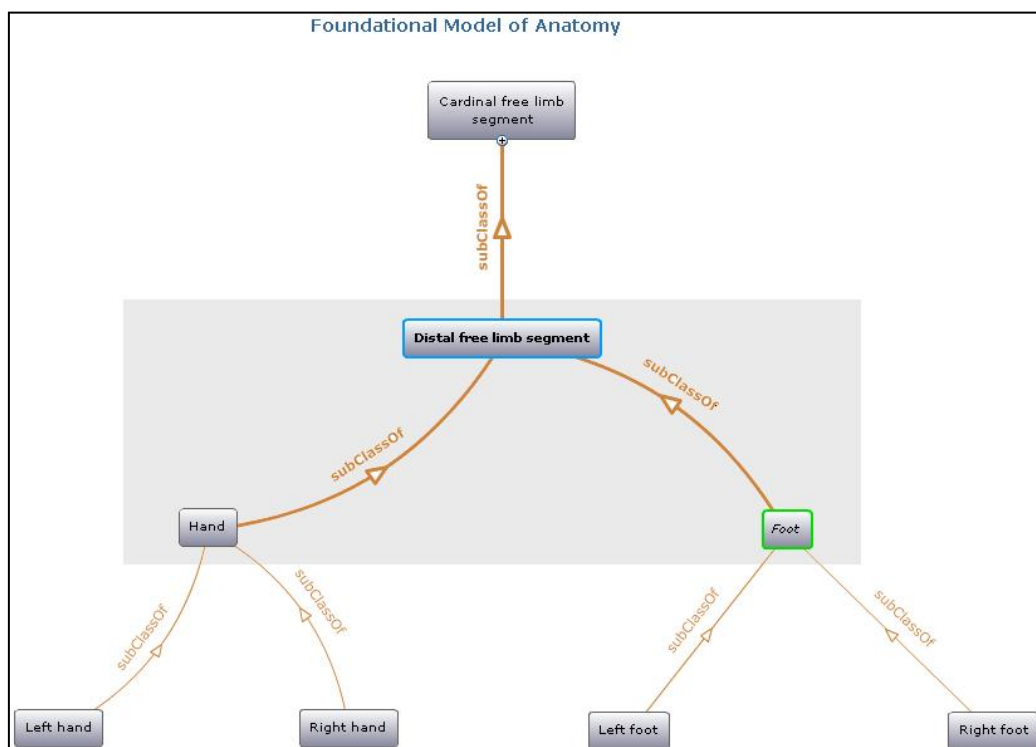 Foundational Model of Anatomy
Cardinal free limb
segment
subClassOf
Distal free limb segment
subClassOf
subClassOf
Hand
Foot
subClassOf
subClassOf
subClassOf
subClassOf
Left hand
Right hand
Left foot
Right foot